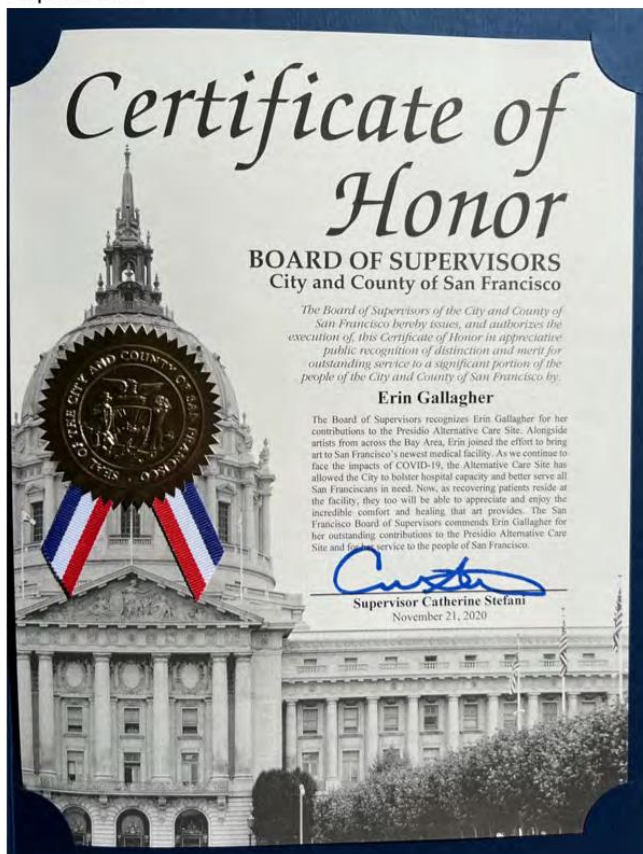 Certificate of
Honor
BOARD OF SUPERVISORS
City and County of San Francisco
The Board of Supervisors of the City and County of
San Francisco hereby issues, and authorizes the
execution of, this Certificate of Honor in appreciative
public recognition of distinction and merit for
outstanding service to a significant portion of the
people of the City and County of San Francisco by:
Erin Gallagher
The Board of Supervisors recognizes Erin Gallagher for her
contributions to the Presidio Alternative Care Site. Alongside
artists from across the Bay Area, Erin joined the effort to bring
art to San Francisco's newest medical facility. As we continue to
face the impacts of COVID-19, the Alternative Care Site has
allowed the City to bolster hospital capacity and better serve all
San Franciscans in need. Now, as recovering patients reside at
the facility, they too will be able to appreciate and enjoy the
incredible comfort and healing that art provides. The San
Francisco Board of Supervisors commends Erin Gallagher for
her outstanding contributions to the Presidio Alternative Care
Site and for her service to the people of San Francisco.
Supervisor Catherine Stefani
November 21, 2020
SEAL OF THE CITY AND COUNTY OF SAN FRANCISCO